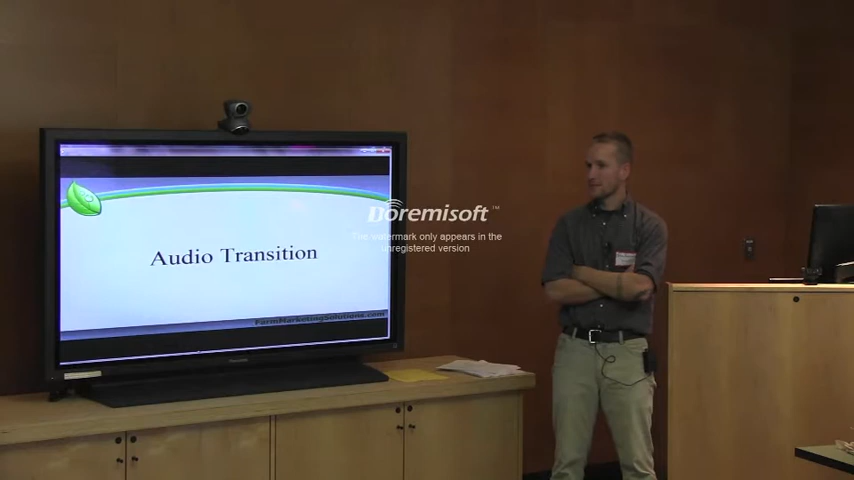 Audio Transition
FarmMarketingSolutions.com
Doremisoft™
The watermark only appears in the
unregistered version